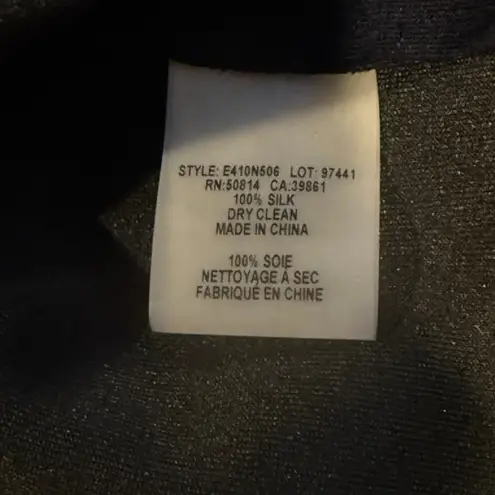 STYLE: E410N506 LOT: 97441
RN:50814 CA:39861
100% SILK
DRY CLEAN
MADE IN CHINA
100% SOIE
NETTOYAGE À SEC
FABRIQUÉ EN CHINE